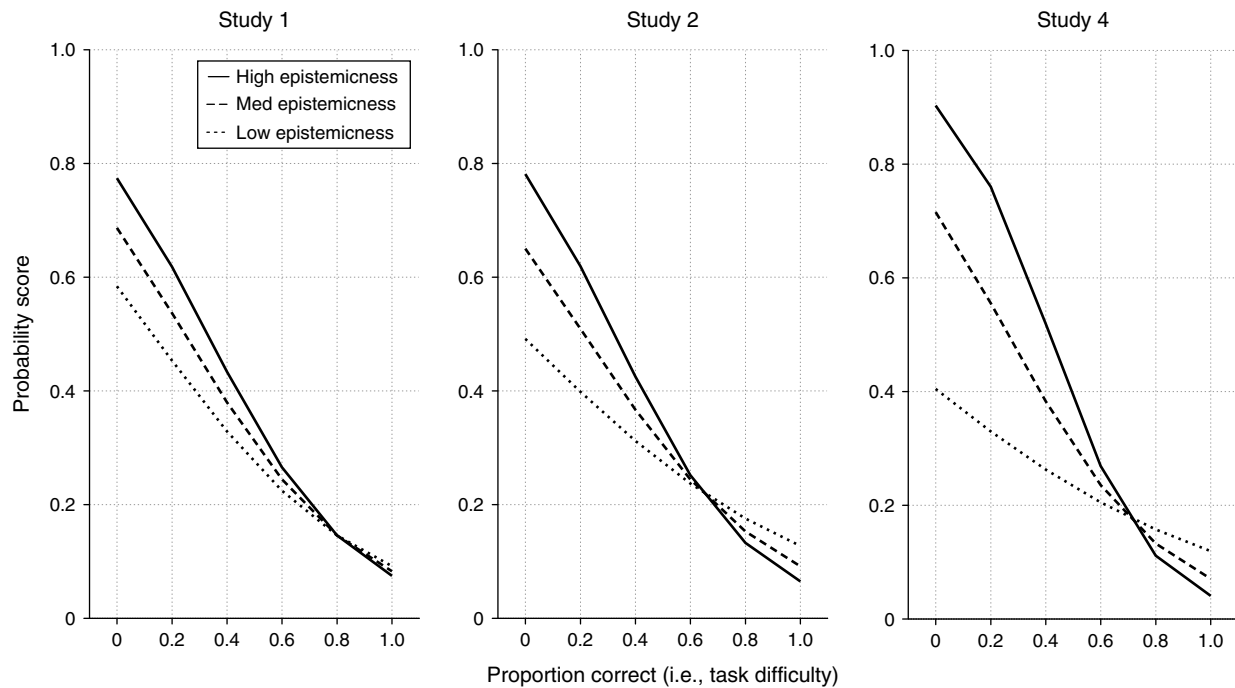 Study 1
Study 2
Study 4
1.0
0.8
0.6
0.4
0.2
0
High epistemicness
Med epistemicness
Low epistemicness
0 0.2 0.4 0.6 0.8 1.0
1.0
0.8
0.6
0.4
0.2
0
0 0.2 0.4 0.6 0.8 1.0
1.0
0.8
0.6
0.4
0.2
0
0 0.2 0.4 0.6 0.8 1.0
Probability score
Proportion correct (i.e., task difficulty)